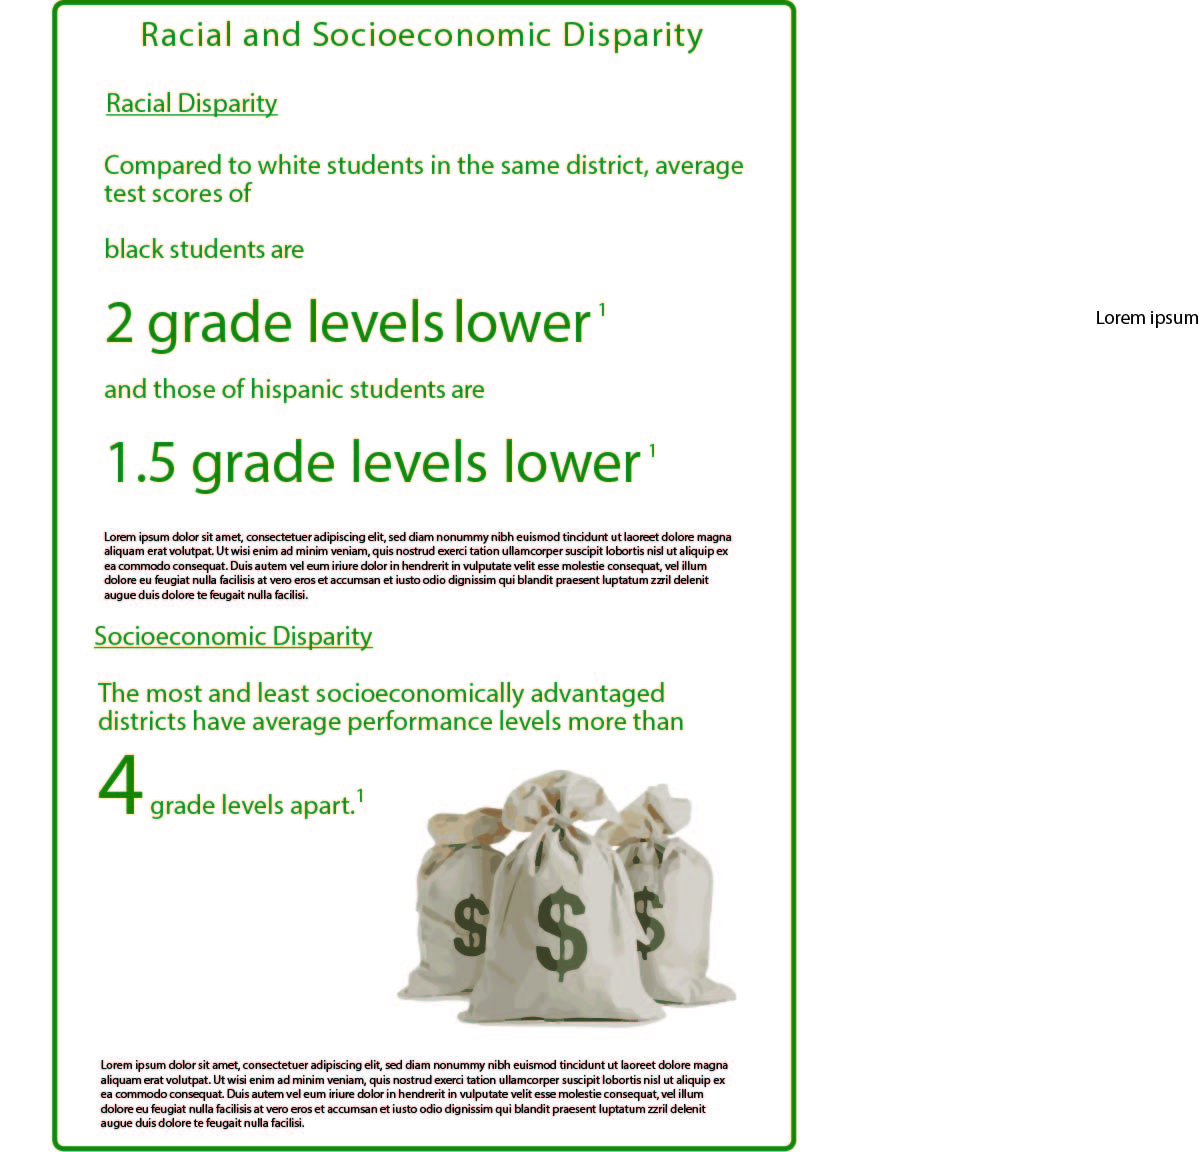 Racial and Socioeconomic Disparity
Racial Disparity
Compared to white students in the same district, average
test scores of
black students are
2 grade levels lower 1
Lorem ipsum
and those of hispanic students are
1.5 grade levels lower 1
Lorem ipsum dolor sit amet, consectetuer adipiscing elit, sed diam nonummy nibh euismod tincidunt ut laoreet dolore magna
aliquam erat volutpat. Ut wisi enim ad minim veniam, quis nostrud exerci tation ullamcorper suscipit lobortis nisl ut aliquip ex
ea commodo consequat. Duis autem vel eum iriure dolor in hendrerit in vulputate velit esse molestie consequat, vel illum
dolore eu feugiat nulla facilisis at vero eros et accumsan et iusto odio dignissim qui blandit praesent luptatum zzril delenit
augue duis dolore te feugait nulla facilisi.
Socioeconomic Disparity
The most and least socioeconomically advantaged
districts have average performance levels more than
4 grade levels apart.1
$ $ $
Lorem ipsum dolor sit amet, consectetuer adipiscing elit, sed diam nonummy nibh euismod tincidunt ut laoreet dolore magna
aliquam erat volutpat. Ut wisi enim ad minim veniam, quis nostrud exerci tation ullamcorper suscipit lobortis nisl ut aliquip ex
ea commodo consequat. Duis autem vel eum iriure dolor in hendrerit in vulputate velit esse molestie consequat, vel illum
dolore eu feugiat nulla facilisis at vero eros et accumsan et iusto odio dignissim qui blandit praesent luptatum zzril delenit
augue duis dolore te feugait nulla facilisi.